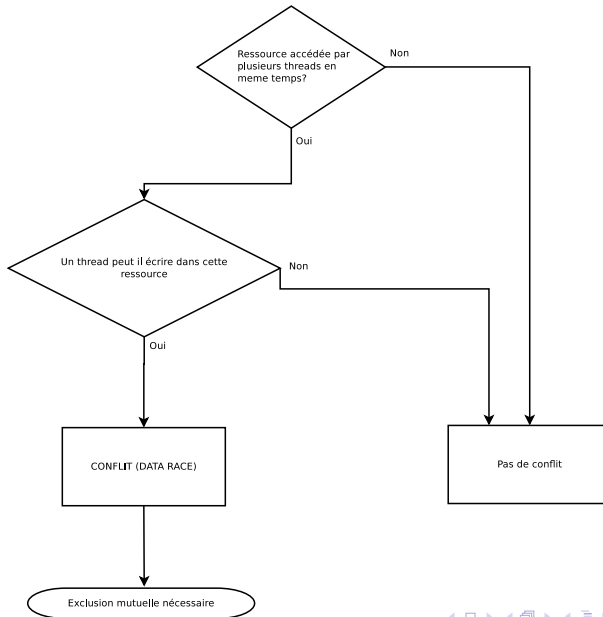 Ressource accédée par
plusieurs threads en
meme temps?
Non
Oui
Un thread peut il écrire dans cette
ressource
Non
Oui
CONFLIT (DATA RACE)
Pas de conflit
Exclusion mutuelle nécessaire